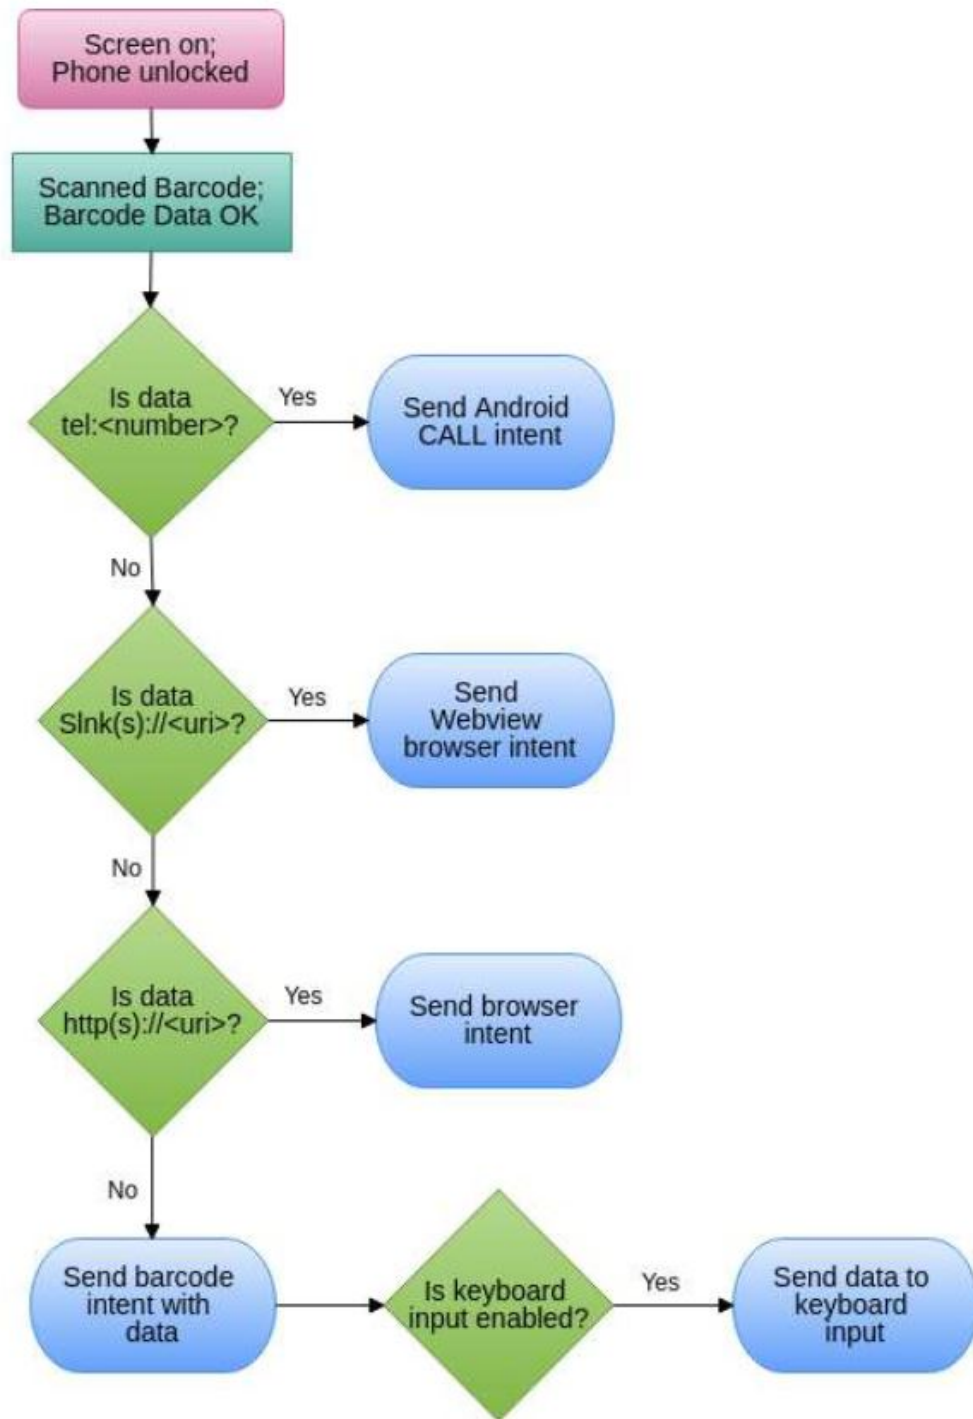 Screen on;
Phone unlocked
Scanned Barcode;
Barcode Data OK
Is data
tel:<number>?
Yes
Send Android
CALL intent
No
Is data
Slnk(s)://<uri>?
Yes
Send
Webview
browser intent
No
Is data
http(s)://<uri>?
Yes
Send browser
intent
No
Send barcode
intent with
data
Is keyboard
input enabled?
Yes
Send data to
keyboard
input